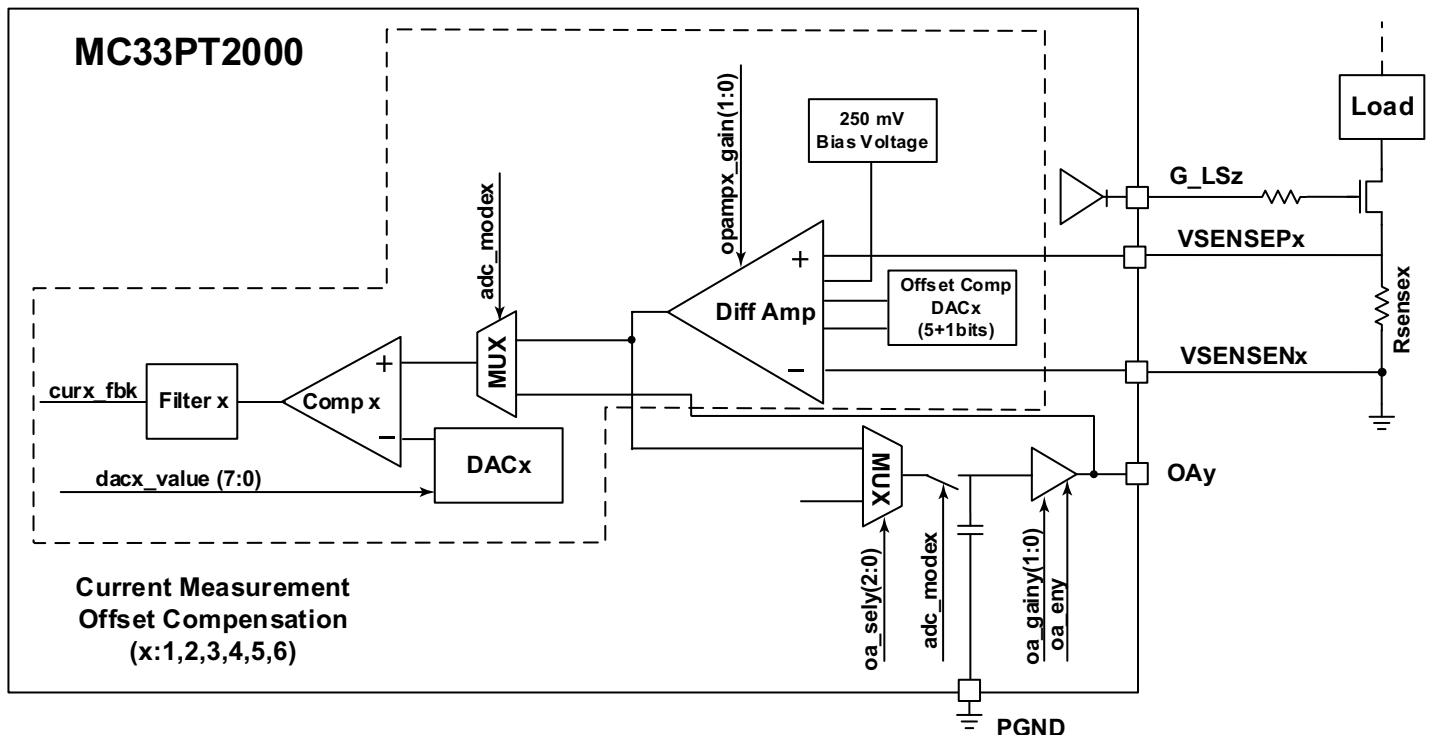 MC33PT2000
opampx_gain(1:0)
250 mV
Bias Voltage
Load
G_LSz
adc_modex
VSENSEPx
+
Offset Comp
DACx
(5+1bits)
Diff Amp
Rsensex
MUX
−
VSENSENx
+
curx_fbk
Filter x
Comp x
−
DACx
MUX
OAy
dacx_value (7:0)
oa_sely(2:0)
adc_modex
oa_gainy(1:0)
oa_eny
Current Measurement
Offset Compensation
(x:1,2,3,4,5,6)
PGND